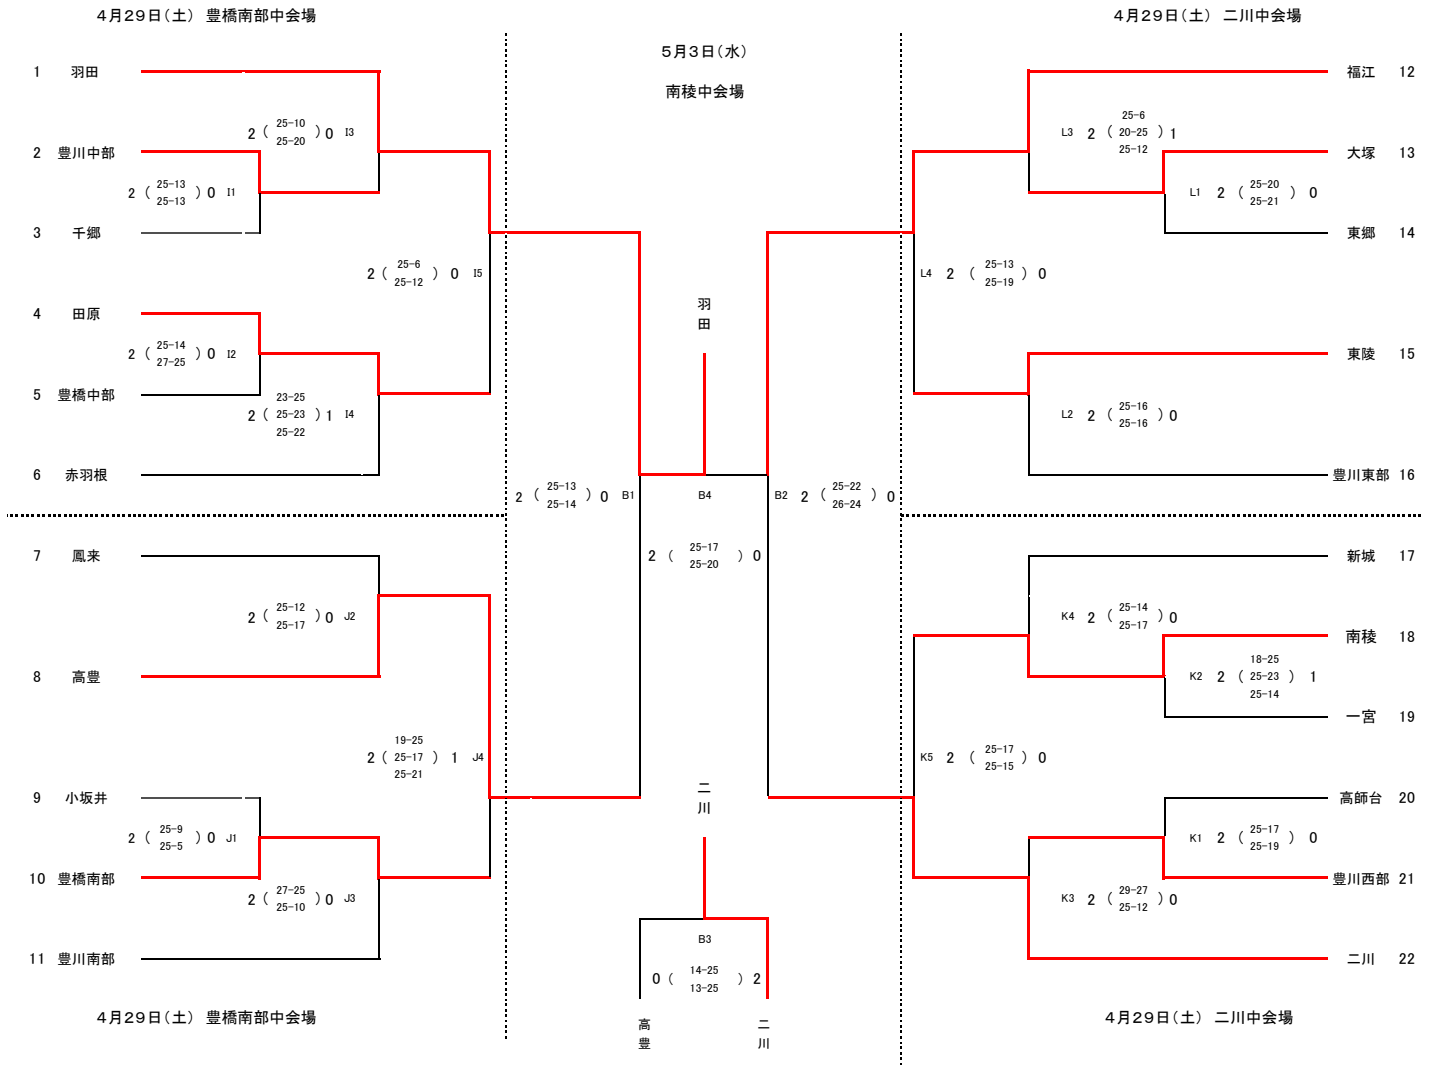 ４月２９日（土）　豊橋南部中会場
４月２９日（土）　二川中会場
５月３日（水）
南稜中会場
1 羽田
2 ( 25-10 25-20 ) 0 I3
2 豊川中部
2 ( 25-13 25-13 ) 0 I1
3 千郷
2 ( 25-6 25-12 ) 0 I5
4 田原
2 ( 25-14 27-25 ) 0 I2
5 豊橋中部
2 ( 23-25 25-23 25-22 ) 1 I4
6 赤羽根
7 鳳来
2 ( 25-12 25-17 ) 0 J2
8 高豊
2 ( 19-25 25-17 25-21 ) 1 J4
9 小坂井
2 ( 25-9 25-5 ) 0 J1
10 豊橋南部
2 ( 27-25 25-10 ) 0 J3
11 豊川南部
４月２９日（土）　豊橋南部中会場
羽田
2 ( 25-13 25-14 ) 0 B1
B4
2 ( 25-17 25-20 ) 0
B2 2 ( 25-22 26-24 ) 0
二川
B3
0 ( 14-25 13-25 ) 2
高豊
二川
福江 12
L3 2 ( 25-6 20-25 25-12 ) 1
大塚 13
L1 2 ( 25-20 25-21 ) 0
東郷 14
L4 2 ( 25-13 25-19 ) 0
東陵 15
L2 2 ( 25-16 25-16 ) 0
豊川東部 16
新城 17
K4 2 ( 25-14 25-17 ) 0
南稜 18
K2 2 ( 18-25 25-23 25-14 ) 1
一宮 19
K5 2 ( 25-17 25-15 ) 0
高師台 20
K1 2 ( 25-17 25-19 ) 0
豊川西部 21
K3 2 ( 29-27 25-12 ) 0
二川 22
４月２９日（土）　二川中会場